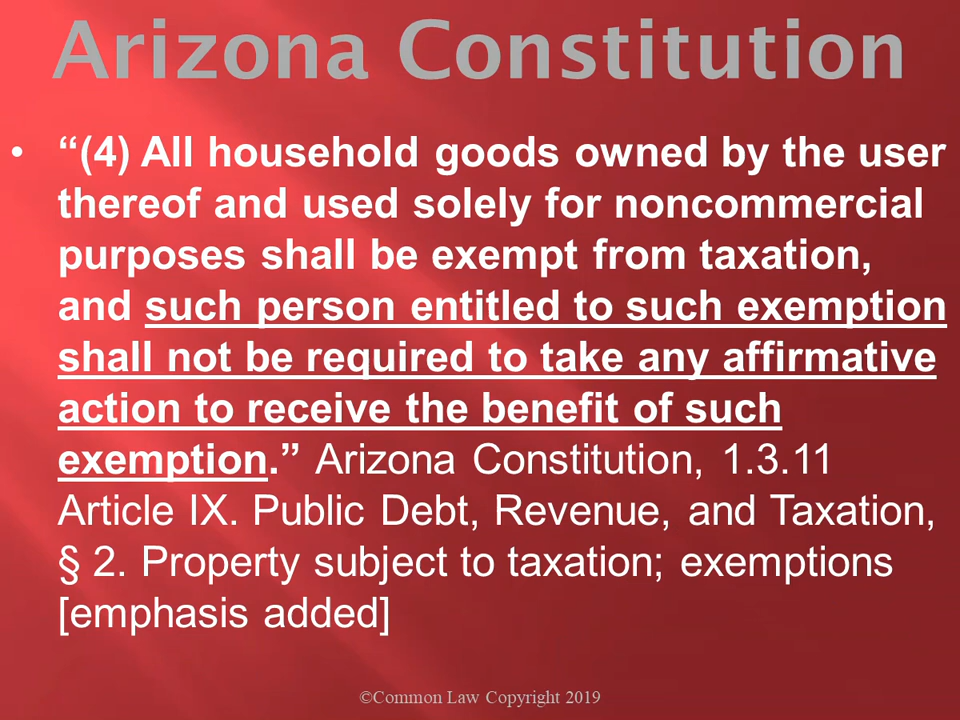 Arizona Constitution
• “(4) All household goods owned by the user
thereof and used solely for noncommercial
purposes shall be exempt from taxation,
and such person entitled to such exemption
shall not be required to take any affirmative
action to receive the benefit of such
exemption.” Arizona Constitution, 1.3.11
Article IX. Public Debt, Revenue, and Taxation,
§ 2. Property subject to taxation; exemptions
[emphasis added]
©Common Law Copyright 2019